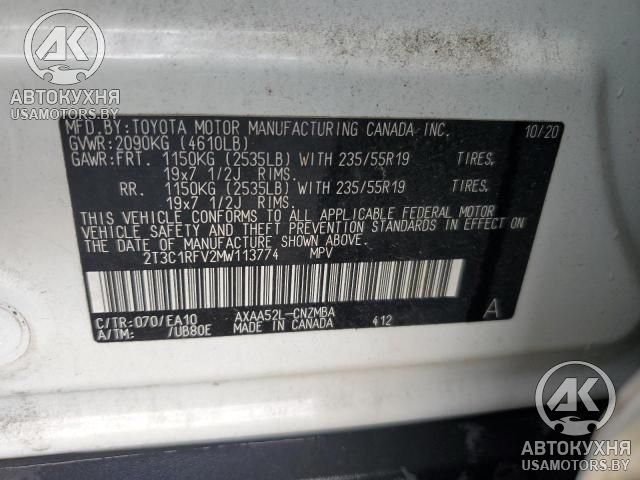 AK
АВТОКУХНЯ
USAMOTORS.BY
MFD.BY:TOYOTA MOTOR MANUFACTURING CANADA INC. 10/20
GVWR:2090KG (4610LB)
GAWR:FRT. 1150KG (2535LB) WITH 235/55R19 TIRES,
19x7 1/2J RIMS.
RR. 1150KG (2535LB) WITH 235/55R19 TIRES,
19x7 1/2J RIMS.
THIS VEHICLE CONFORMS TO ALL APPLICABLE FEDERAL MOTOR
VEHICLE SAFETY AND THEFT PREVENTION STANDARDS IN EFFECT ON
THE DATE OF MANUFACTURE SHOWN ABOVE.
2T3C1RFV2MW113774 MPV
C/TR:070/EA10 AXAA52L-CNZMBA A
A/TM: /UB80E MADE IN CANADA 412
AK
АВТОКУХНЯ
USAMOTORS.BY